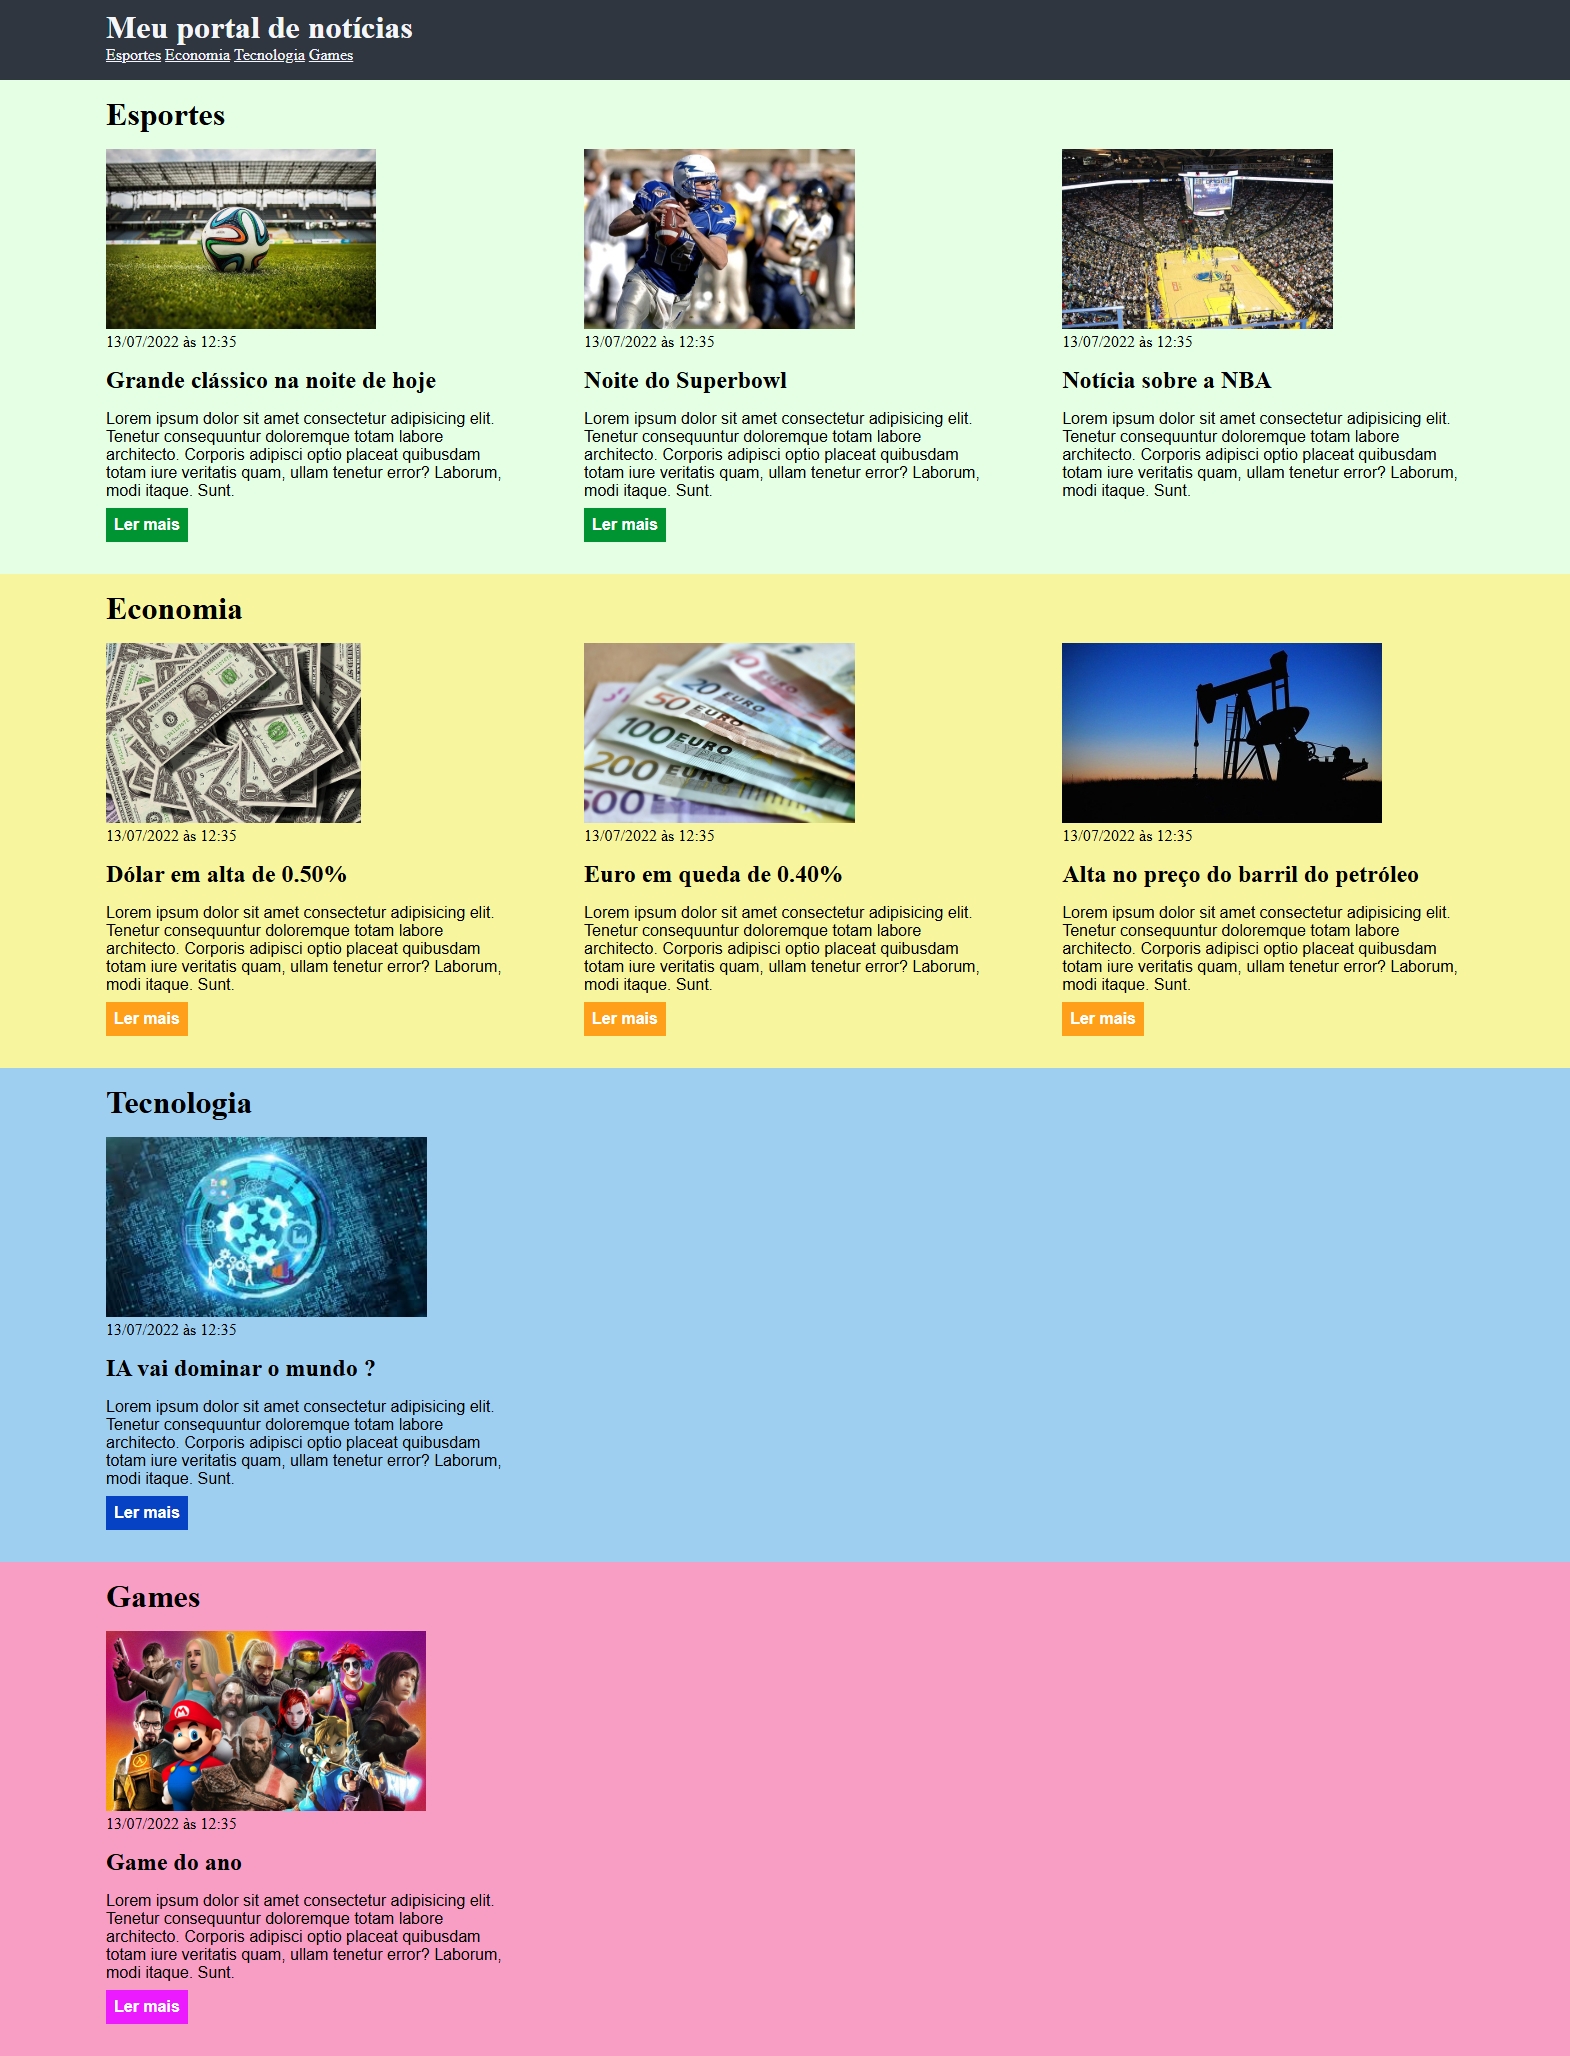 Meu portal de notícias
Esportes Economia Tecnologia Games
Esportes
13/07/2022 às 12:35
Grande clássico na noite de hoje
Lorem ipsum dolor sit amet consectetur adipisicing elit.
Tenetur consequuntur doloremque totam labore
architecto. Corporis adipisci optio placeat quibusdam
totam iure veritatis quam, ullam tenetur error? Laborum,
modi itaque. Sunt.
Ler mais
14
13/07/2022 às 12:35
Noite do Superbowl
Lorem ipsum dolor sit amet consectetur adipisicing elit.
Tenetur consequuntur doloremque totam labore
architecto. Corporis adipisci optio placeat quibusdam
totam iure veritatis quam, ullam tenetur error? Laborum,
modi itaque. Sunt.
Ler mais
13/07/2022 às 12:35
Notícia sobre a NBA
Lorem ipsum dolor sit amet consectetur adipisicing elit.
Tenetur consequuntur doloremque totam labore
architecto. Corporis adipisci optio placeat quibusdam
totam iure veritatis quam, ullam tenetur error? Laborum,
modi itaque. Sunt.
Economia
13/07/2022 às 12:35
Dólar em alta de 0.50%
Lorem ipsum dolor sit amet consectetur adipisicing elit.
Tenetur consequuntur doloremque totam labore
architecto. Corporis adipisci optio placeat quibusdam
totam iure veritatis quam, ullam tenetur error? Laborum,
modi itaque. Sunt.
Ler mais
10
20 EURO
50 EURO
100 EURO
200 EURO
500 EURO
13/07/2022 às 12:35
Euro em queda de 0.40%
Lorem ipsum dolor sit amet consectetur adipisicing elit.
Tenetur consequuntur doloremque totam labore
architecto. Corporis adipisci optio placeat quibusdam
totam iure veritatis quam, ullam tenetur error? Laborum,
modi itaque. Sunt.
Ler mais
13/07/2022 às 12:35
Alta no preço do barril do petróleo
Lorem ipsum dolor sit amet consectetur adipisicing elit.
Tenetur consequuntur doloremque totam labore
architecto. Corporis adipisci optio placeat quibusdam
totam iure veritatis quam, ullam tenetur error? Laborum,
modi itaque. Sunt.
Ler mais
Tecnologia
13/07/2022 às 12:35
IA vai dominar o mundo ?
Lorem ipsum dolor sit amet consectetur adipisicing elit.
Tenetur consequuntur doloremque totam labore
architecto. Corporis adipisci optio placeat quibusdam
totam iure veritatis quam, ullam tenetur error? Laborum,
modi itaque. Sunt.
Ler mais
Games
M
13/07/2022 às 12:35
Game do ano
Lorem ipsum dolor sit amet consectetur adipisicing elit.
Tenetur consequuntur doloremque totam labore
architecto. Corporis adipisci optio placeat quibusdam
totam iure veritatis quam, ullam tenetur error? Laborum,
modi itaque. Sunt.
Ler mais